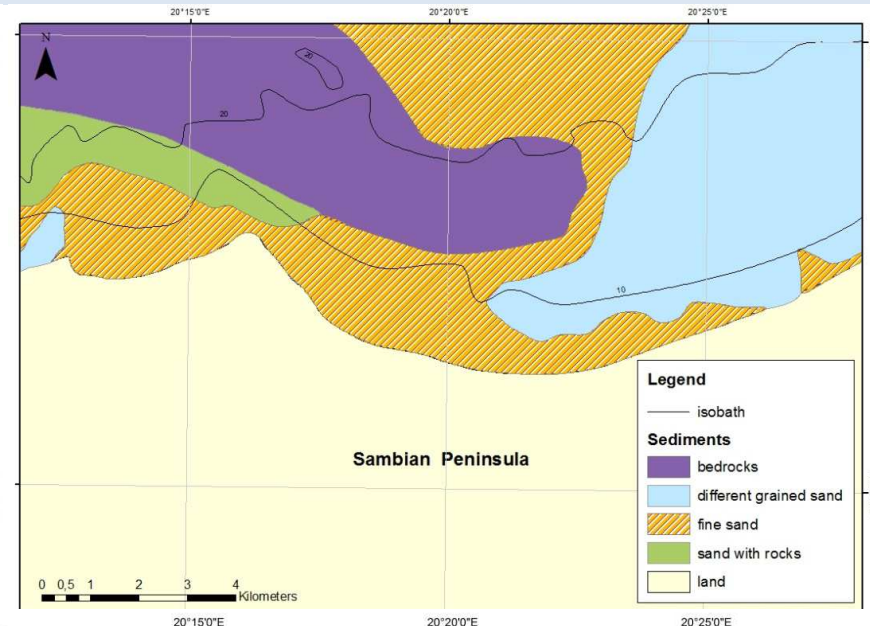 20°15'0"E 20°20'0"E 20°25'0"E
N
20
20
10
Legend
isobath
Sediments
bedrocks
different grained sand
fine sand
sand with rocks
land
Sambian Peninsula
0 0,5 1 2 3 4
Kilometers
20°15'0"E 20°20'0"E 20°25'0"E